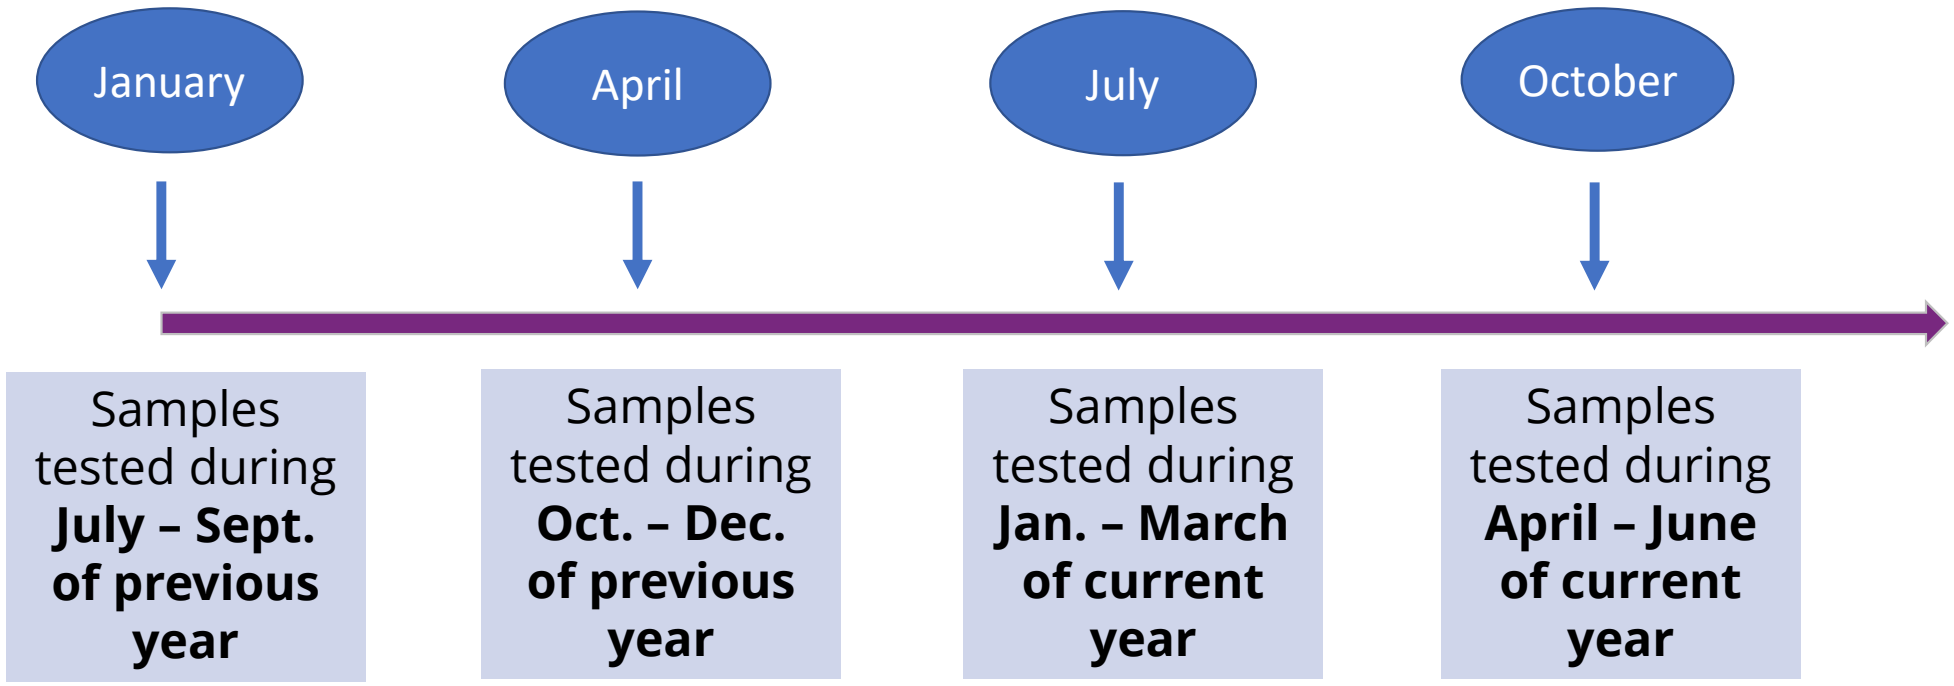 January
April
July
October
Samples
tested during
July – Sept.
of previous
year
Samples
tested during
Oct. – Dec.
of previous
year
Samples
tested during
Jan. – March
of current
year
Samples
tested during
April – June
of current
year